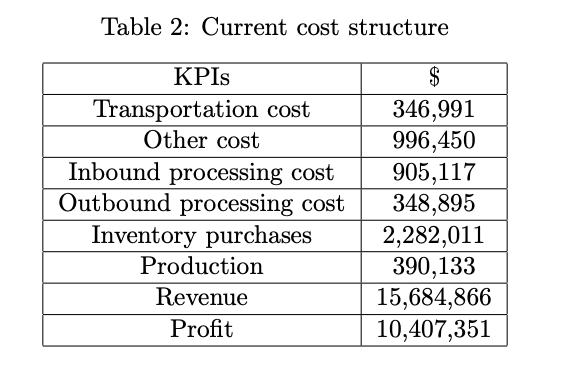 Table 2: Current cost structure
KPIs $
Transportation cost 346,991
Other cost 996,450
Inbound processing cost 905,117
Outbound processing cost 348,895
Inventory purchases 2,282,011
Production 390,133
Revenue 15,684,866
Profit 10,407,351